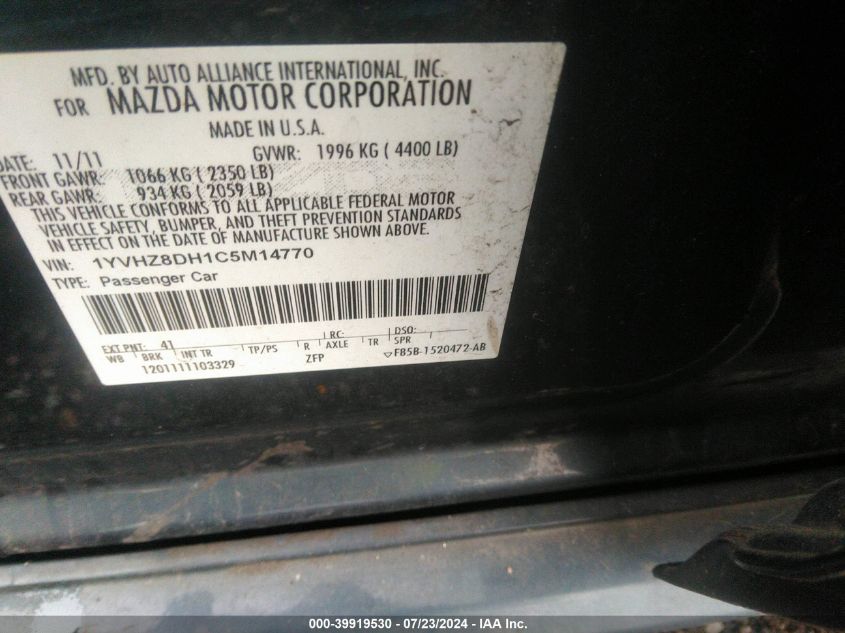 MFD. BY AUTO ALLIANCE INTERNATIONAL, INC.
FOR MAZDA MOTOR CORPORATION
MADE IN U.S.A.
DATE: 11/11 GVWR: 1996 KG ( 4400 LB)
FRONT GAWR: 1066 KG ( 2350 LB)
REAR GAWR: 934 KG ( 2059 LB)
THIS VEHICLE CONFORMS TO ALL APPLICABLE FEDERAL MOTOR
VEHICLE SAFETY, BUMPER, AND THEFT PREVENTION STANDARDS
IN EFFECT ON THE DATE OF MANUFACTURE SHOWN ABOVE.
VIN: 1YVHZ8DH1C5M14770
TYPE: Passenger Car
EXT PNT: 41 RC: DSO:
WB BRK INT TR TP/PS R AXLE TR SPR
1201111103329 ZFP FB5B-1520472-AB
000-39919530 - 07/23/2024 - IAA Inc.